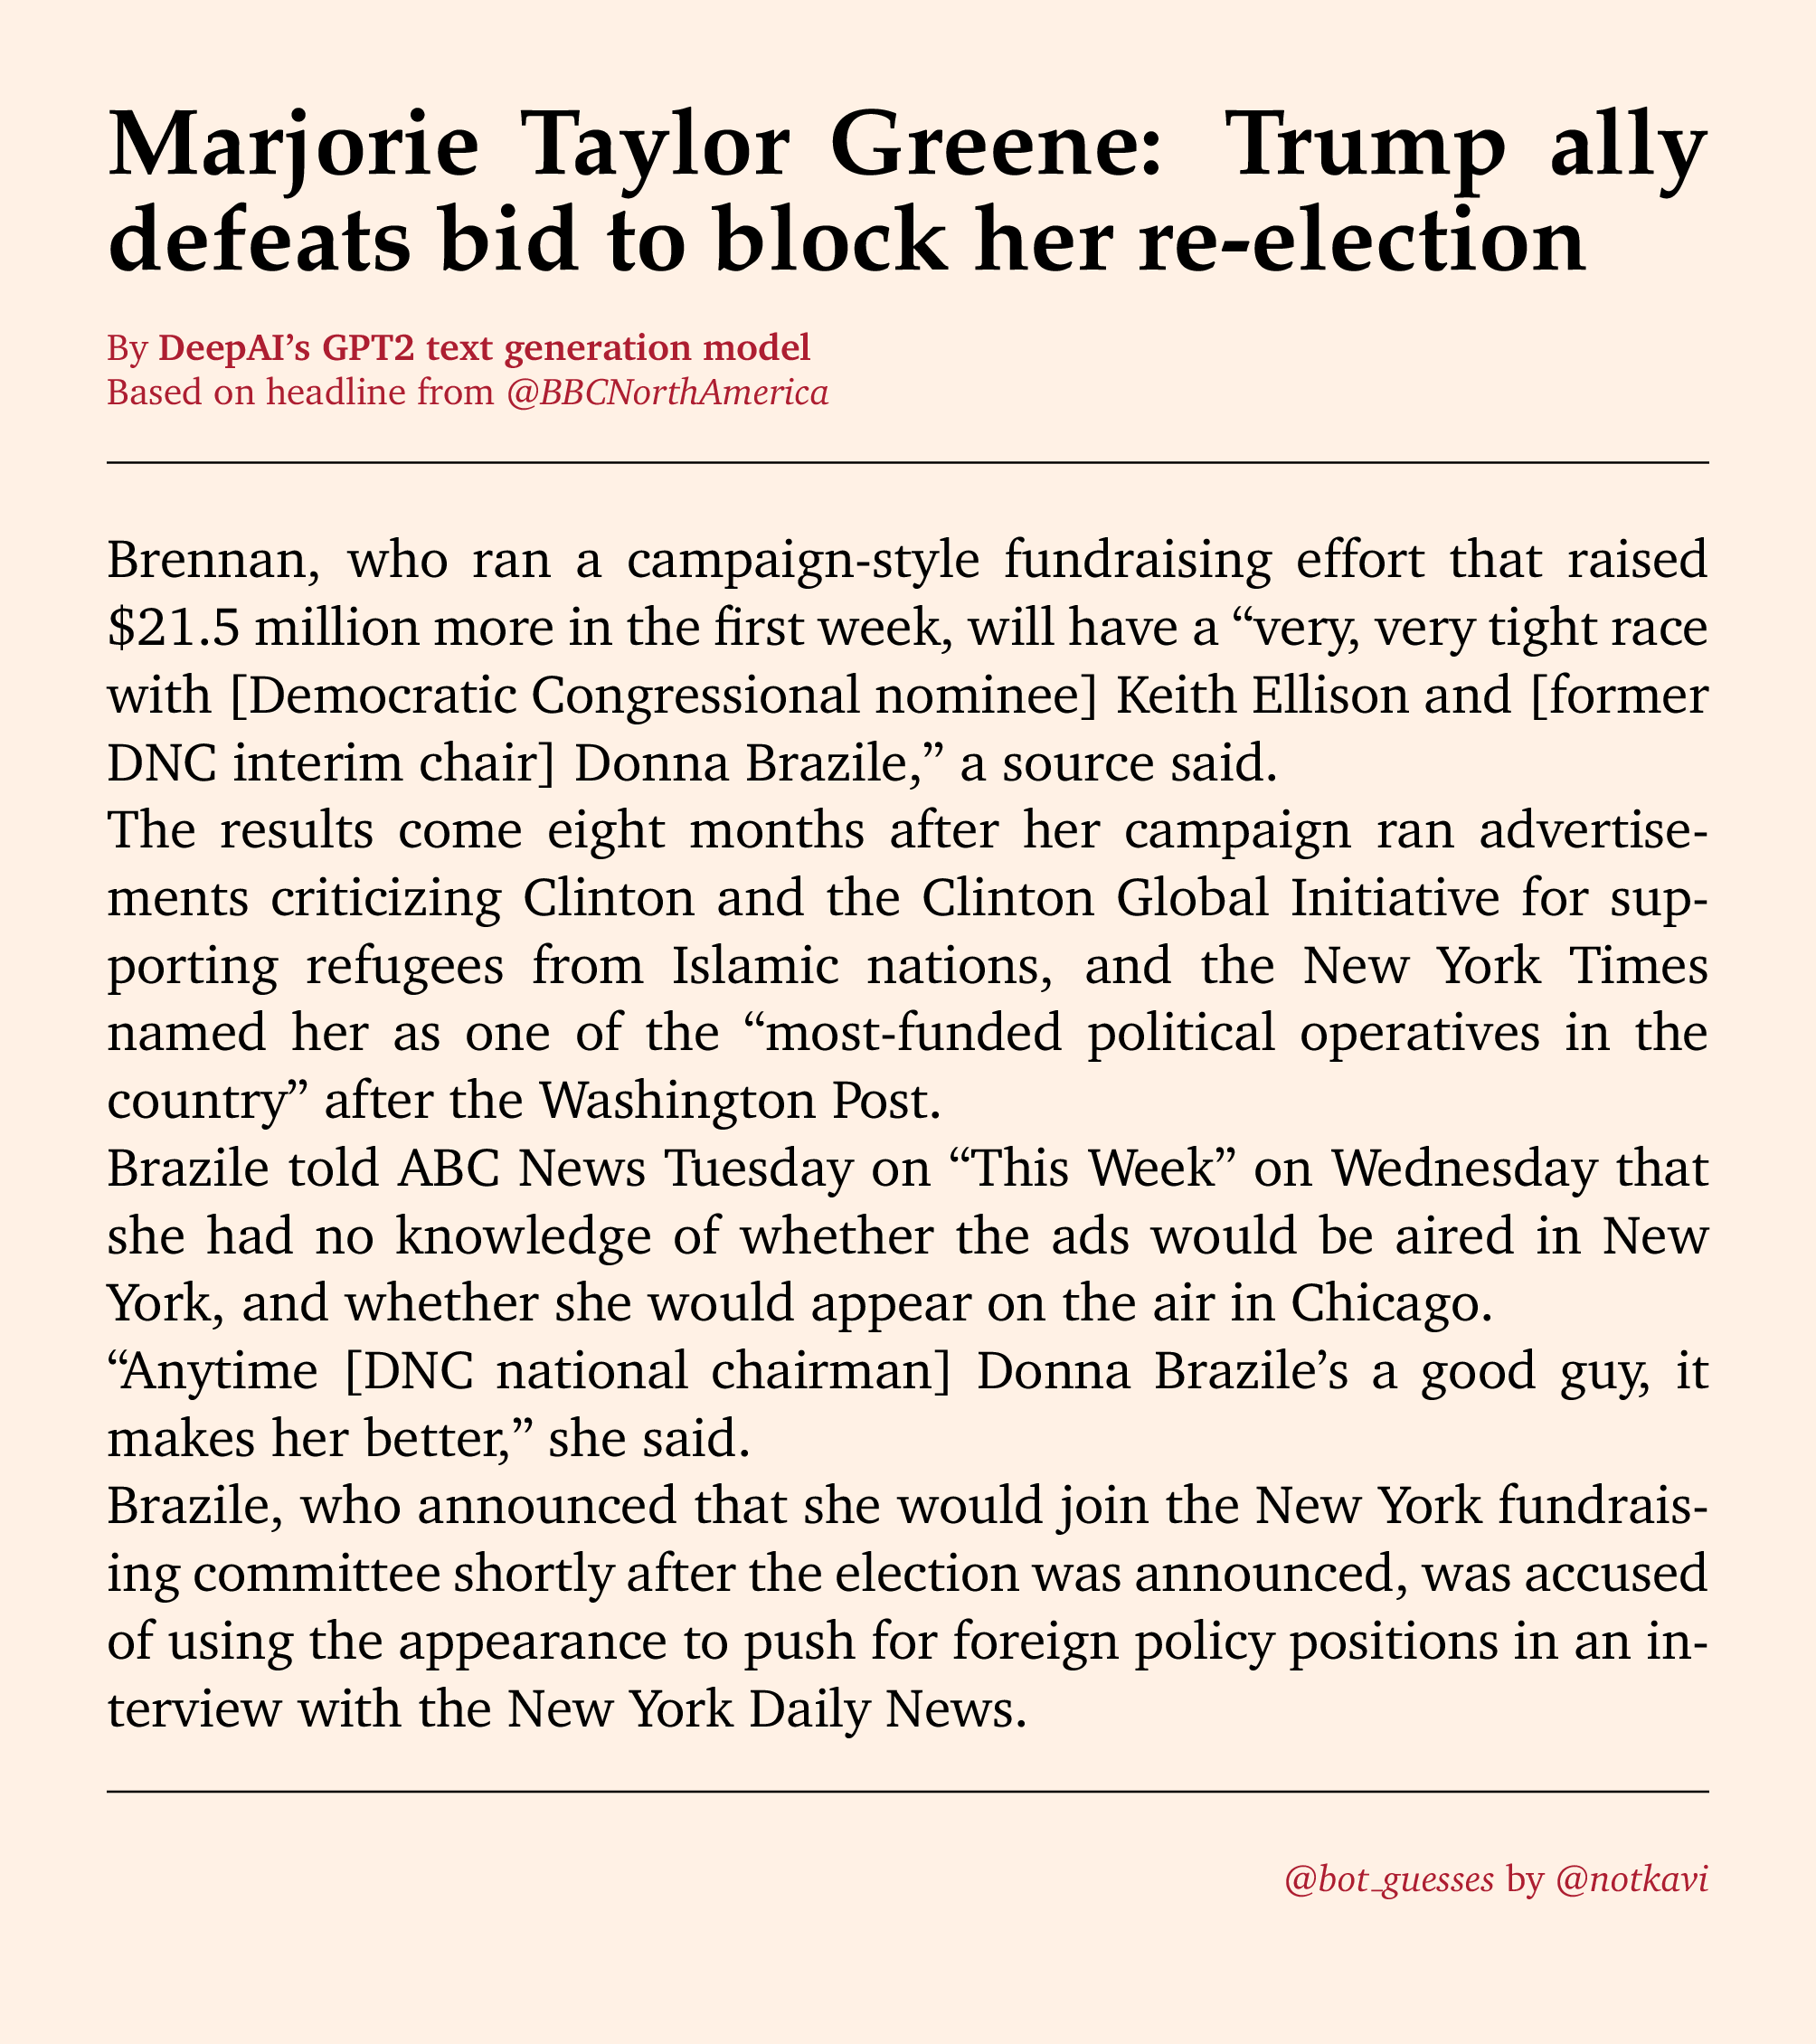 Marjorie Taylor Greene: Trump ally
defeats bid to block her re-election
By DeepAI’s GPT2 text generation model
Based on headline from @BBCNorthAmerica
Brennan, who ran a campaign-style fundraising effort that raised
$21.5 million more in the first week, will have a “very, very tight race
with [Democratic Congressional nominee] Keith Ellison and [former
DNC interim chair] Donna Brazile,” a source said.
The results come eight months after her campaign ran advertise-
ments criticizing Clinton and the Clinton Global Initiative for sup-
porting refugees from Islamic nations, and the New York Times
named her as one of the “most-funded political operatives in the
country” after the Washington Post.
Brazile told ABC News Tuesday on “This Week” on Wednesday that
she had no knowledge of whether the ads would be aired in New
York, and whether she would appear on the air in Chicago.
“Anytime [DNC national chairman] Donna Brazile’s a good guy, it
makes her better,” she said.
Brazile, who announced that she would join the New York fundrais-
ing committee shortly after the election was announced, was accused
of using the appearance to push for foreign policy positions in an in-
terview with the New York Daily News.
@bot_guesses by @notkavi